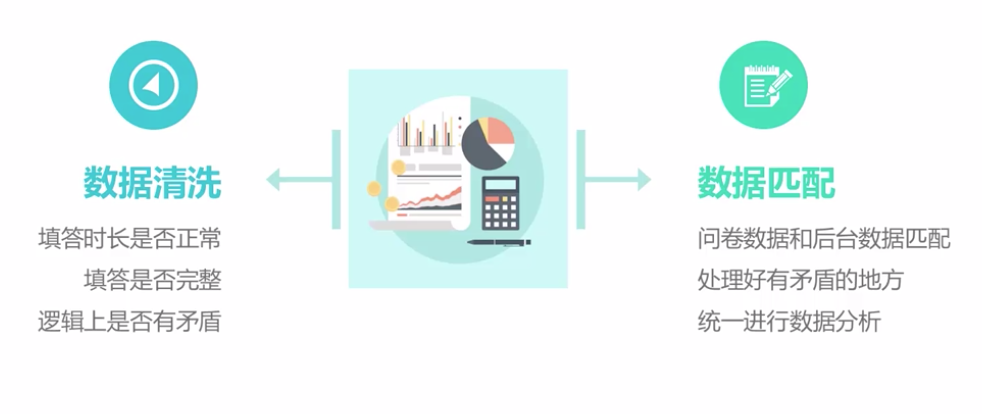 数据清洗
填答时长是否正常
填答是否完整
逻辑上是否有矛盾
数据匹配
问卷数据和后台数据匹配
处理好有矛盾的地方
统一进行数据分析